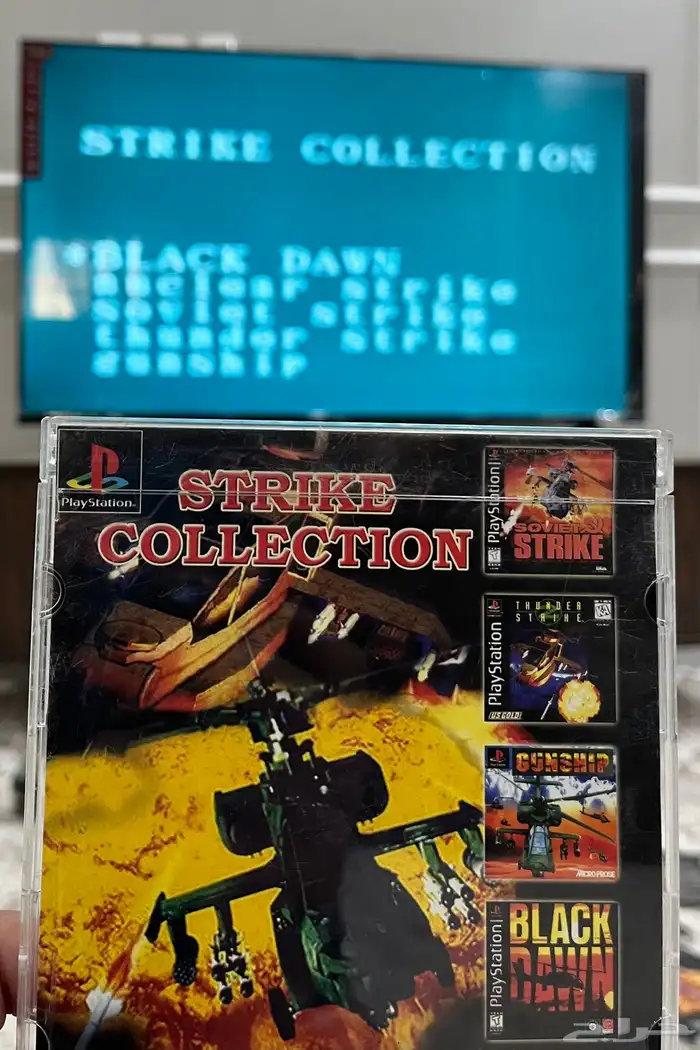 STRIKE COLLECTION
*BLACK DAWN
nuclear strike
soviet strike
thunder strike
gunship
PlayStation
STRIKE
COLLECTION
PlayStation
SOVIET
STRIKE
PlayStation
THUNDER
STRIKE
US GOLD
GUNSHIP
MICROPROSE
PlayStation
BLACK
DAWN
حراج